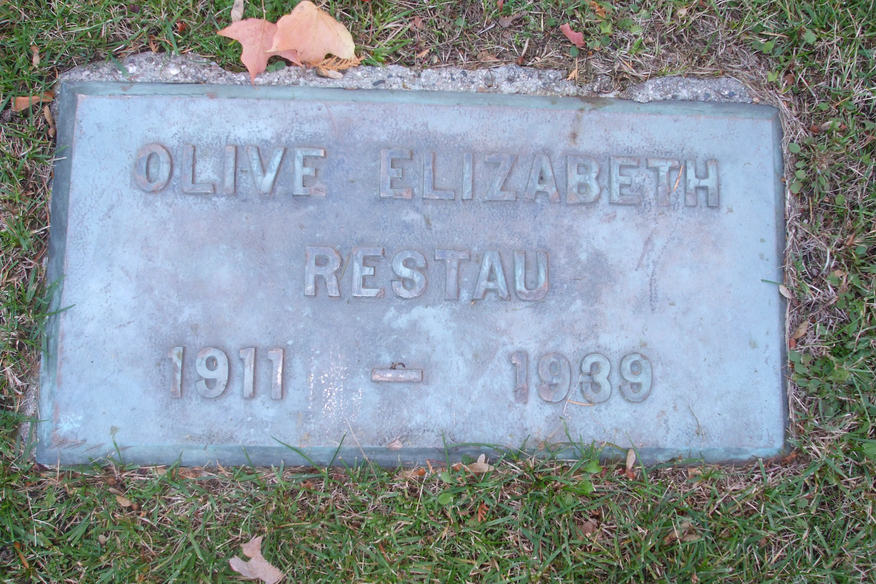 OLIVE ELIZABETH
RESTAU
1911 – 1939